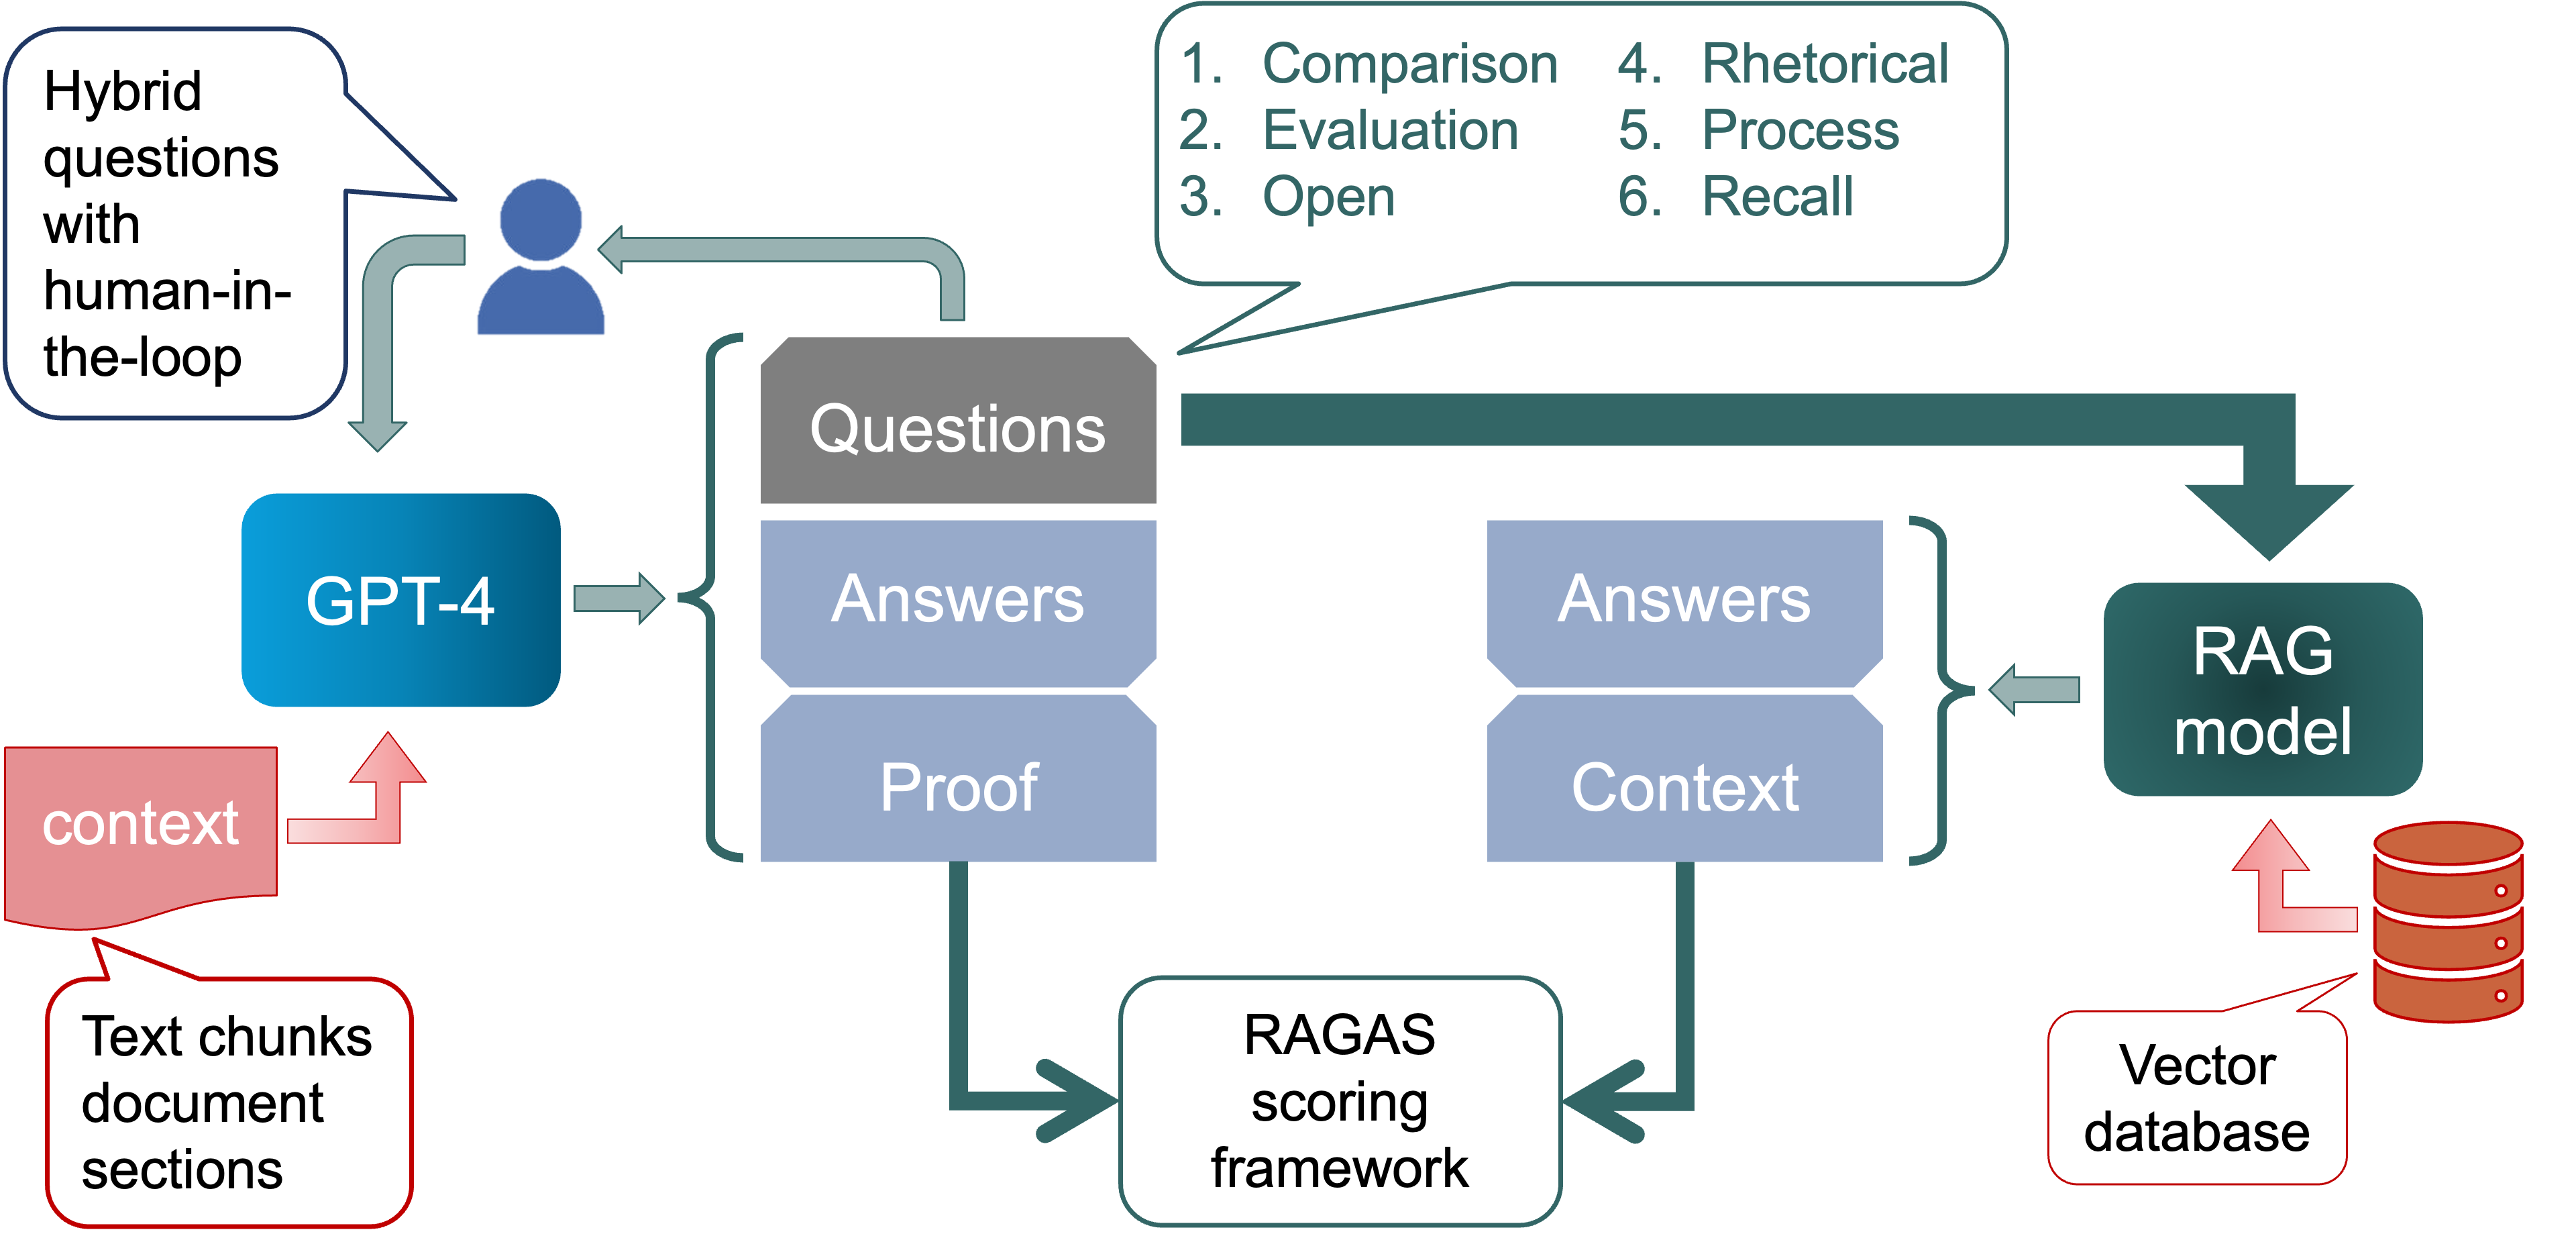 Hybrid
questions
with
human-in-
the-loop
1. Comparison
2. Evaluation
3. Open
4. Rhetorical
5. Process
6. Recall
Questions
Answers
Proof
GPT-4
context
Text chunks
document
sections
Answers
Context
RAG
model
Vector
database
RAGAS
scoring
framework